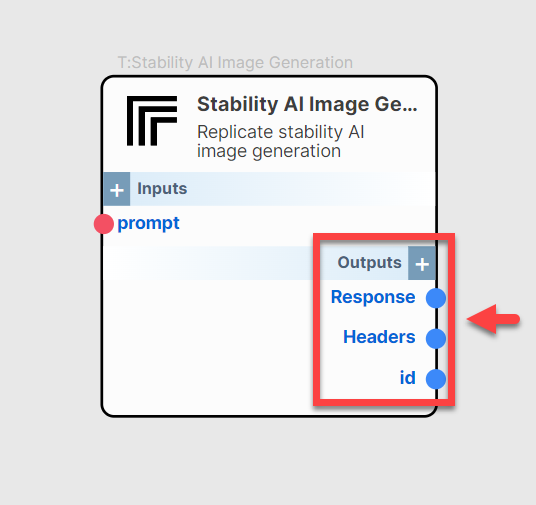 T:Stability AI Image Generation
Stability AI Image Ge...
Replicate stability AI
image generation
+ Inputs
prompt
Outputs +
Response
Headers
id